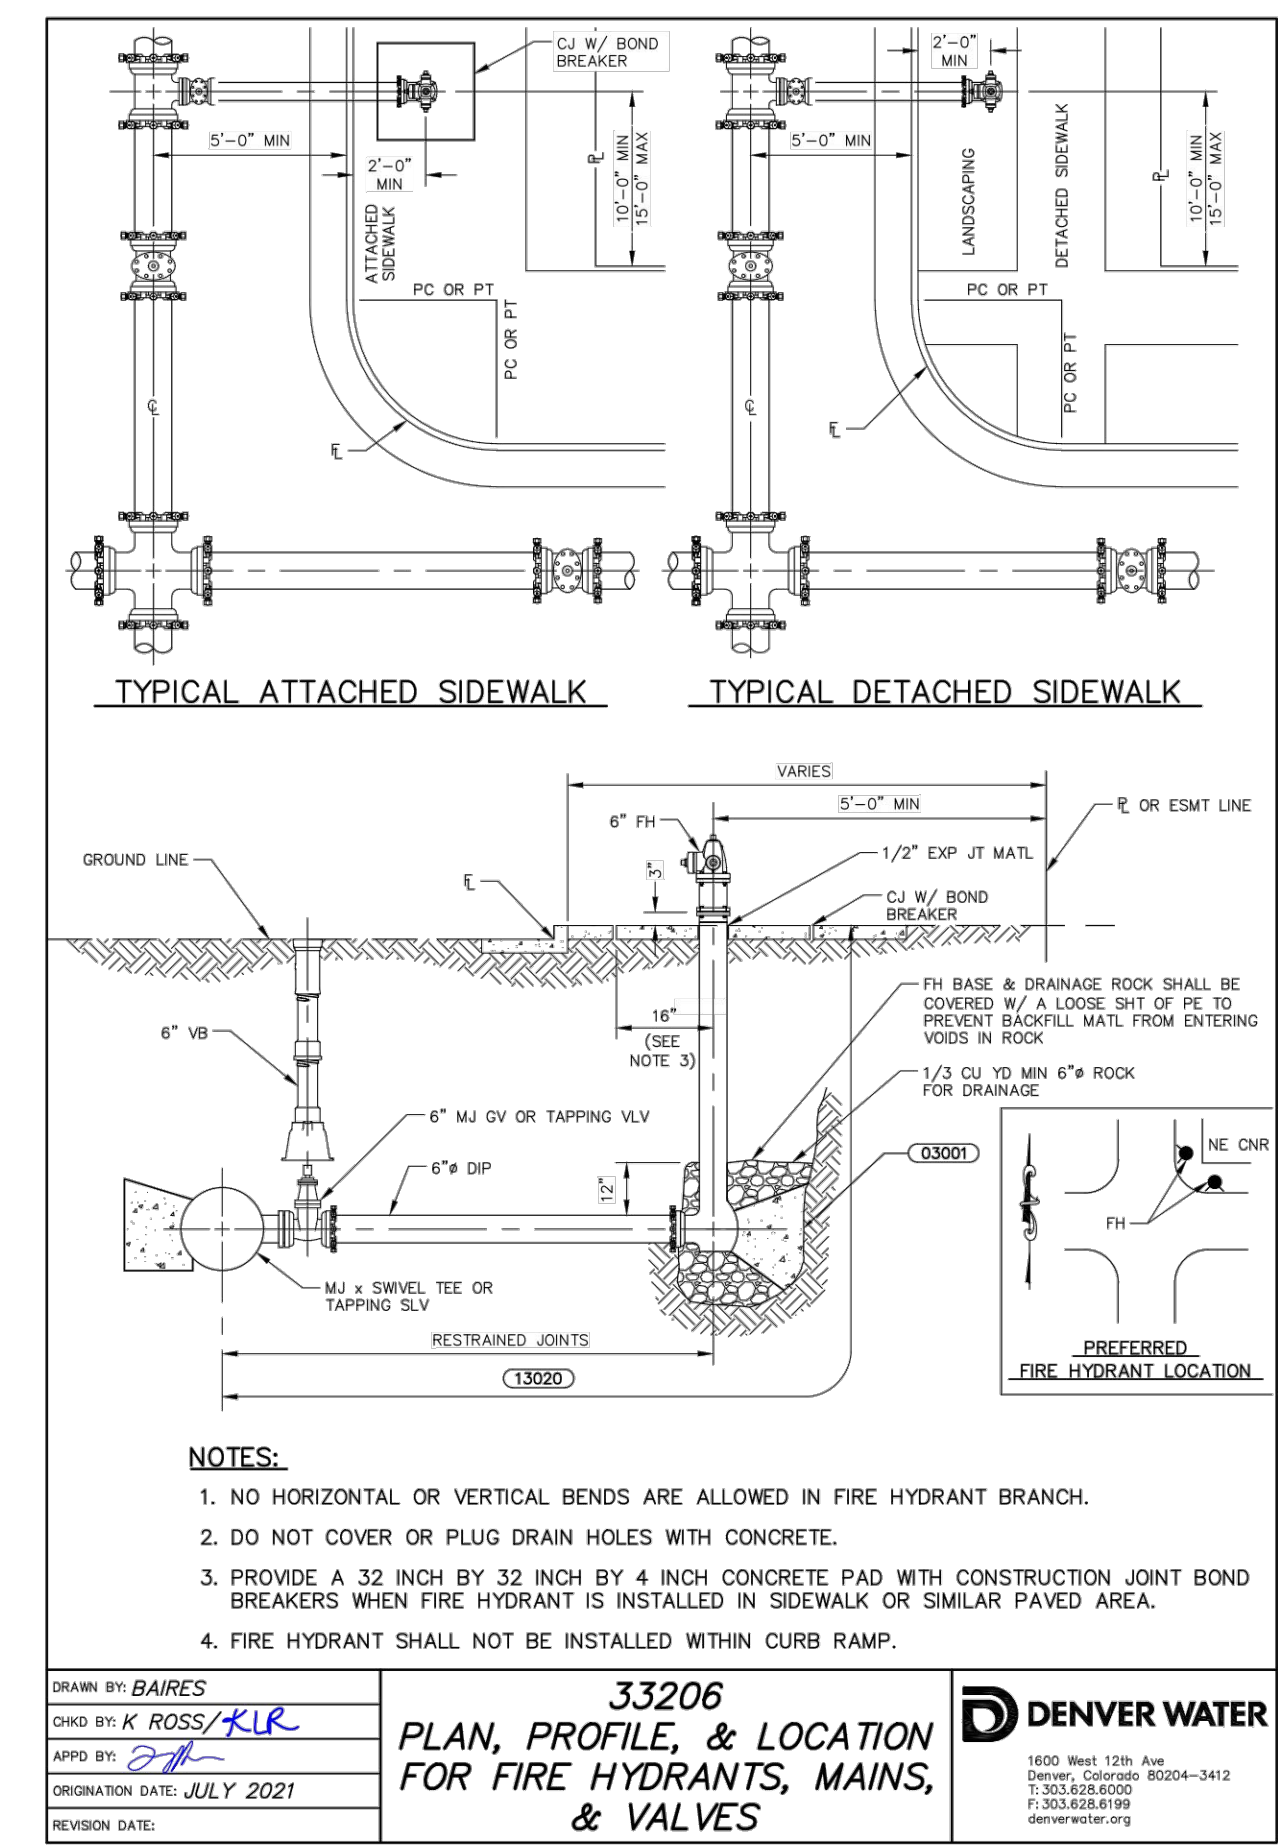 CJ W/ BOND
BREAKER
5'-0" MIN
2'-0"
MIN
ATTACHED
SIDEWALK
PL
10'-0" MIN
15'-0" MAX
PC OR PT
PC OR PT
CL
FL
TYPICAL ATTACHED SIDEWALK
2'-0"
MIN
5'-0" MIN
LANDSCAPING
DETACHED SIDEWALK
PL
10'-0" MIN
15'-0" MAX
PC OR PT
PC OR PT
CL
FL
TYPICAL DETACHED SIDEWALK
VARIES
5'-0" MIN
PL OR ESMT LINE
6" FH
GROUND LINE
1/2" EXP JT MATL
3"
FL
CJ W/ BOND
BREAKER
FH BASE & DRAINAGE ROCK SHALL BE
COVERED W/ A LOOSE SHT OF PE TO
PREVENT BACKFILL MATL FROM ENTERING
VOIDS IN ROCK
16"
(SEE
NOTE 3)
6" VB
1/3 CU YD MIN 6"ø ROCK
FOR DRAINAGE
6" MJ GV OR TAPPING VLV
6"ø DIP
12"
03001
NE CNR
FH
MJ x SWIVEL TEE OR
TAPPING SLV
RESTRAINED JOINTS
13020
PREFERRED
FIRE HYDRANT LOCATION
NOTES:
1. NO HORIZONTAL OR VERTICAL BENDS ARE ALLOWED IN FIRE HYDRANT BRANCH.
2. DO NOT COVER OR PLUG DRAIN HOLES WITH CONCRETE.
3. PROVIDE A 32 INCH BY 32 INCH BY 4 INCH CONCRETE PAD WITH CONSTRUCTION JOINT BOND
BREAKERS WHEN FIRE HYDRANT IS INSTALLED IN SIDEWALK OR SIMILAR PAVED AREA.
4. FIRE HYDRANT SHALL NOT BE INSTALLED WITHIN CURB RAMP.
DRAWN BY: BAIRES
CHKD BY: K ROSS/KLR
APPD BY:
ORIGINATION DATE: JULY 2021
REVISION DATE:
33206
PLAN, PROFILE, & LOCATION
FOR FIRE HYDRANTS, MAINS,
& VALVES
DENVER WATER
1600 West 12th Ave
Denver, Colorado 80204-3412
T: 303.628.6000
F: 303.628.6199
denverwater.org